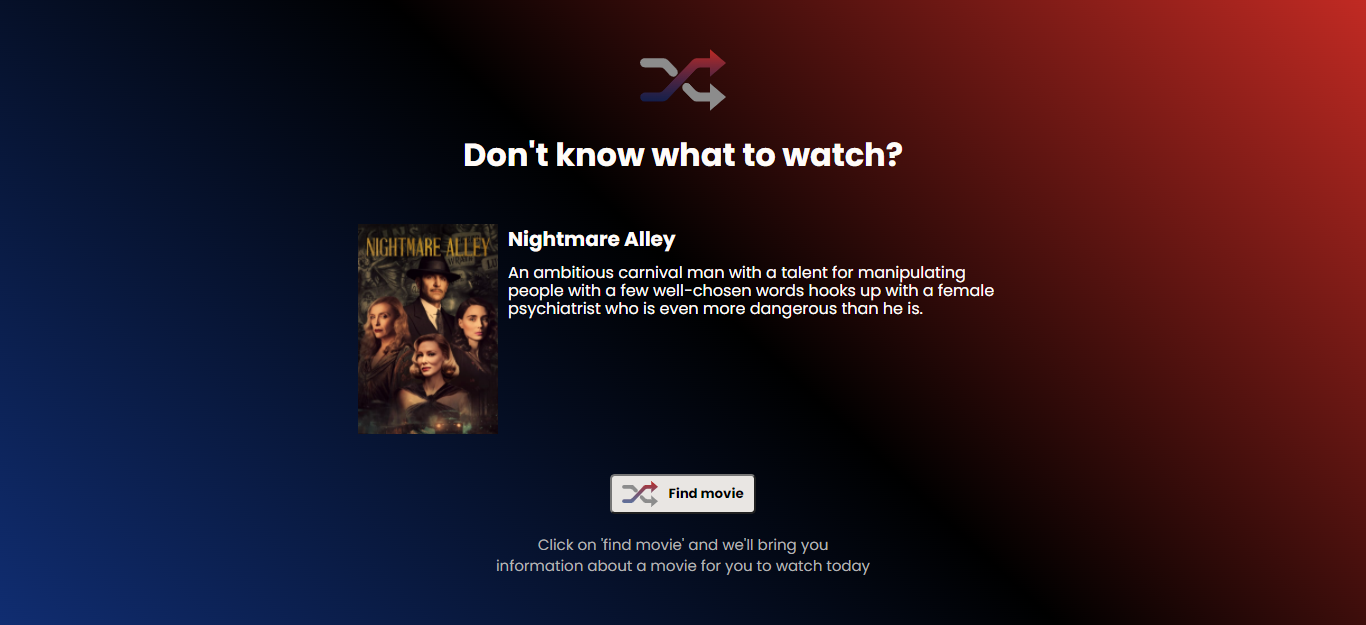 Don't know what to watch?
NIGHTMARE ALLEY
Nightmare Alley
An ambitious carnival man with a talent for manipulating
people with a few well-chosen words hooks up with a female
psychiatrist who is even more dangerous than he is.
Find movie
Click on 'find movie' and we'll bring you
information about a movie for you to watch today